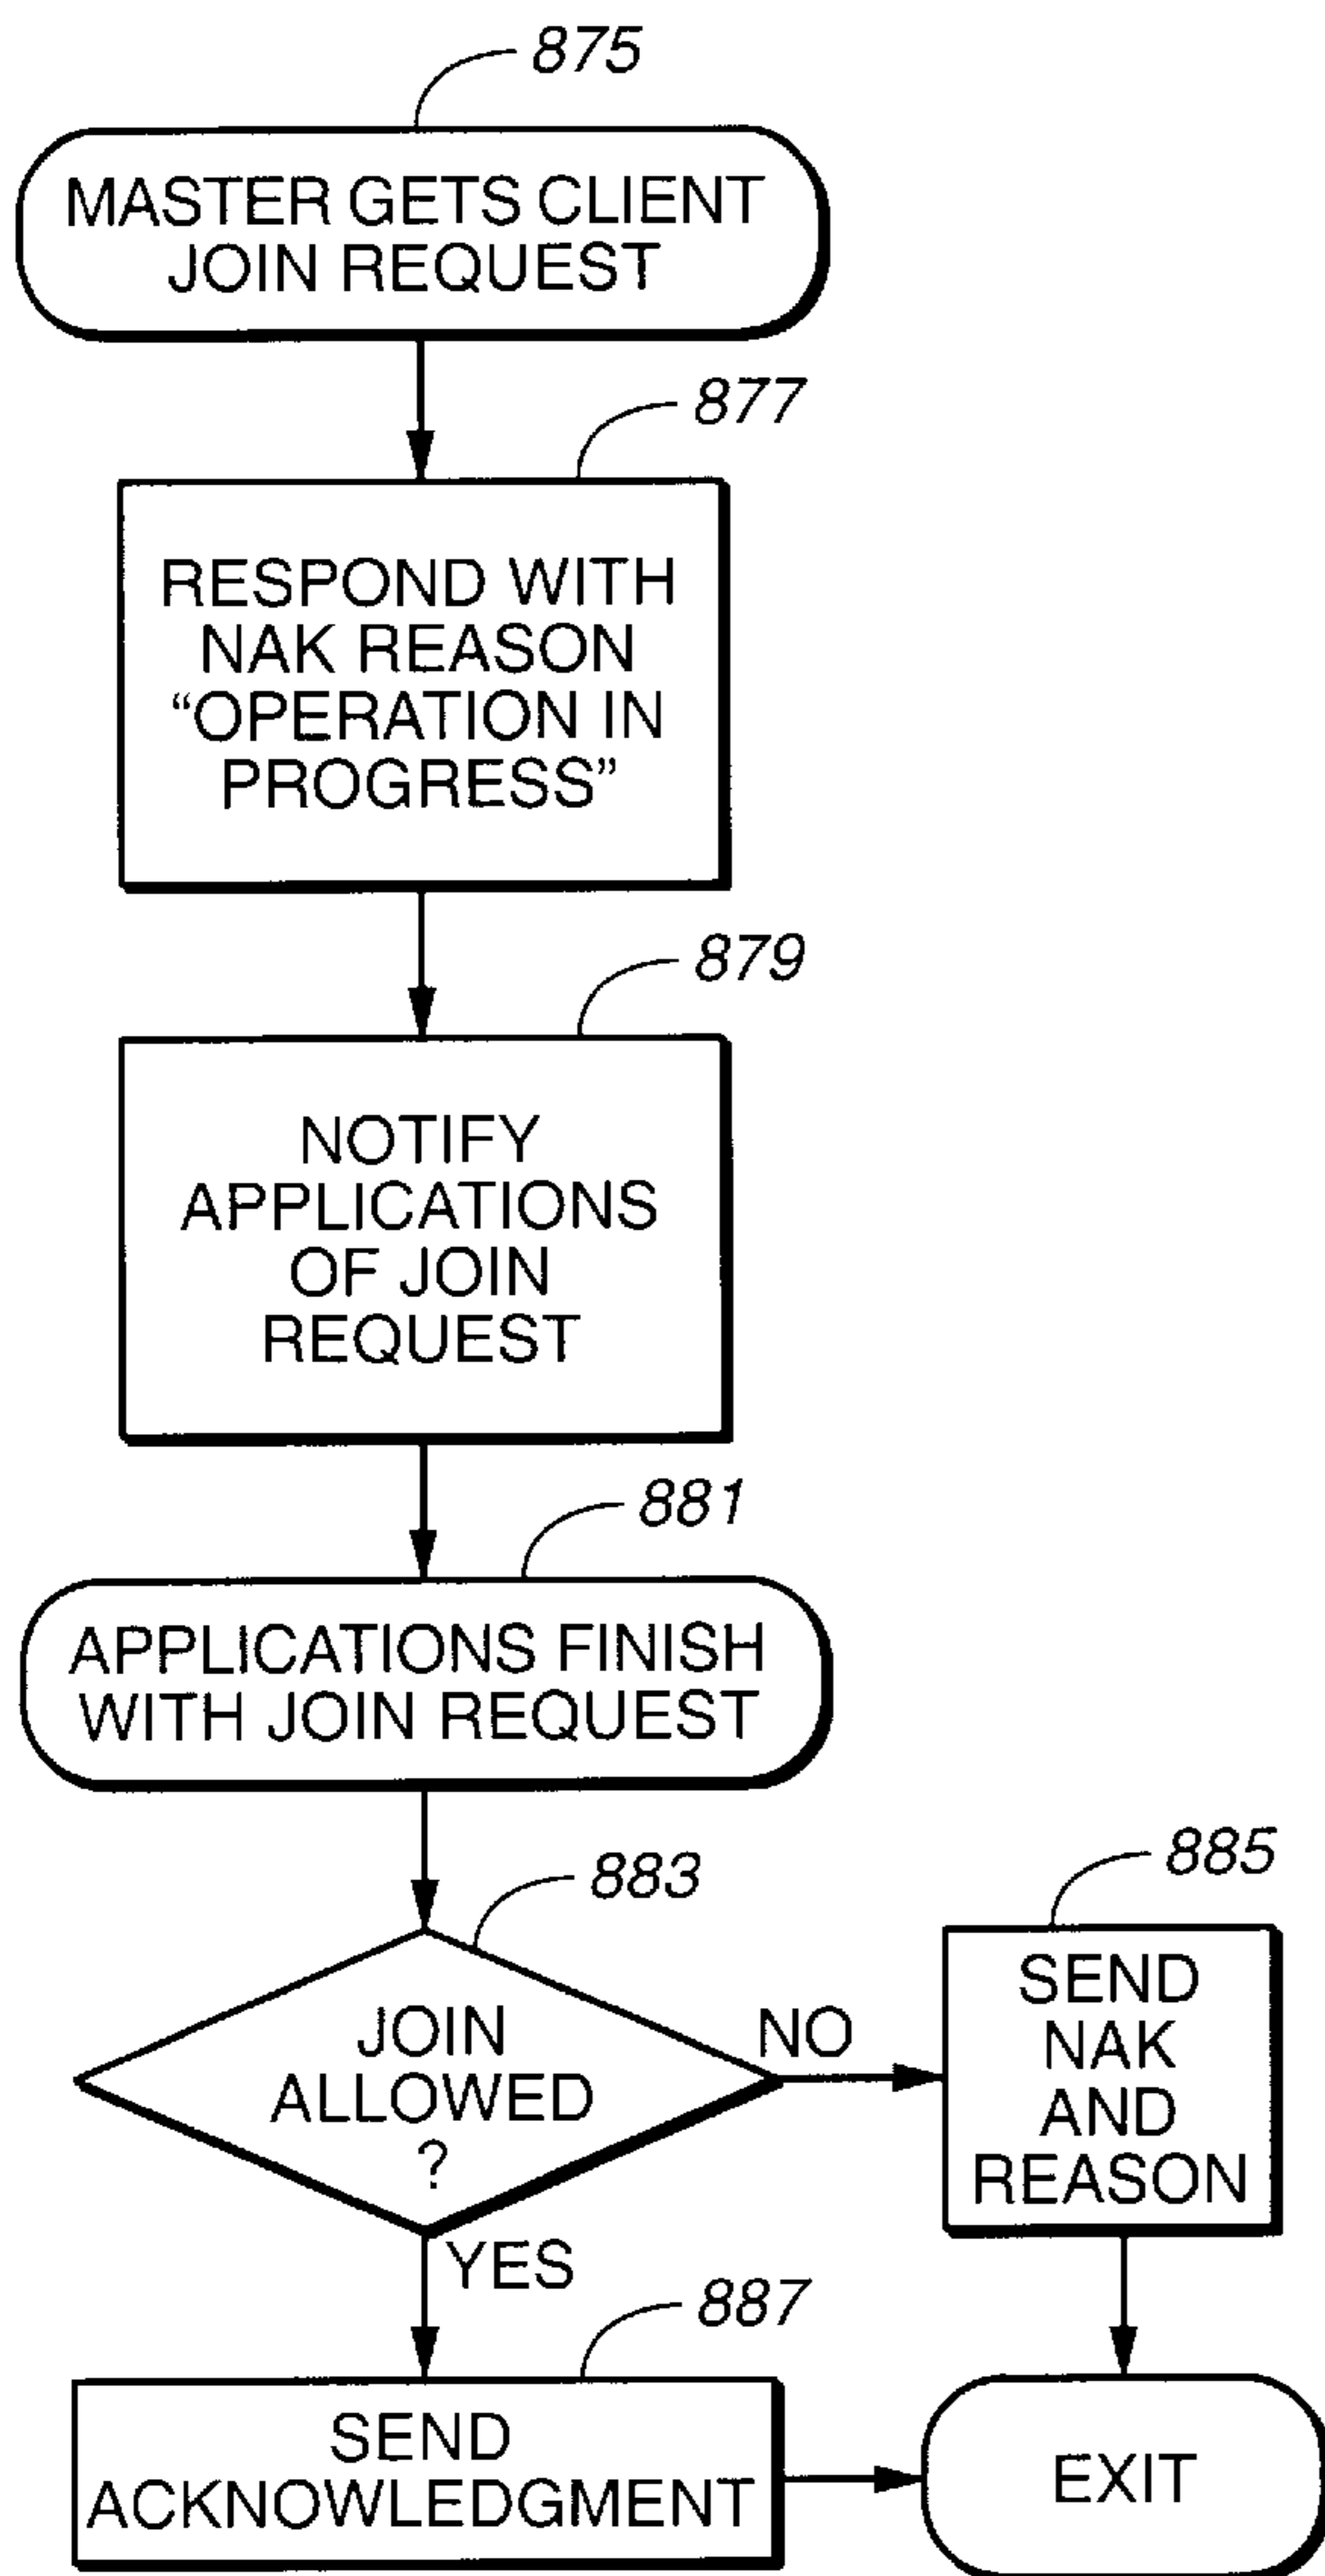 875
MASTER GETS CLIENT
JOIN REQUEST
877
RESPOND WITH
NAK REASON
“OPERATION IN
PROGRESS”
879
NOTIFY
APPLICATIONS
OF JOIN
REQUEST
881
APPLICATIONS FINISH
WITH JOIN REQUEST
883
JOIN
ALLOWED
?
NO
885
SEND
NAK
AND
REASON
YES
887
SEND
ACKNOWLEDGMENT
EXIT